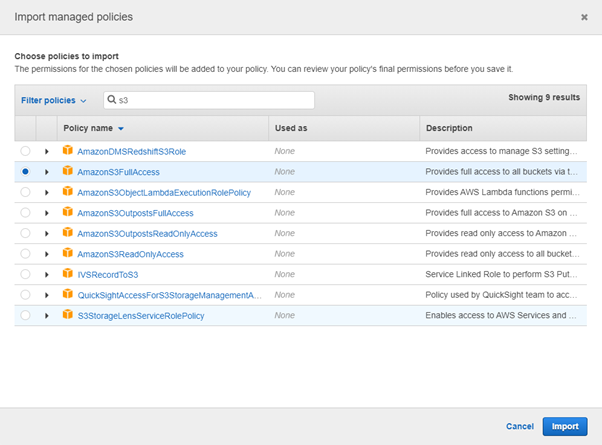 Import managed policies
Choose policies to import
The permissions for the chosen policies will be added to your policy. You can review your policy's final permissions before you save it.
Filter policies s3 Showing 9 results
Policy name Used as Description
AmazonDMSRedshiftS3Role None Provides access to manage S3 setting...
AmazonS3FullAccess None Provides full access to all buckets via t...
AmazonS3ObjectLambdaExecutionRolePolicy None Provides AWS Lambda functions permi...
AmazonS3OutpostsFullAccess None Provides full access to Amazon S3 on ...
AmazonS3OutpostsReadOnlyAccess None Provides read only access to Amazon ...
AmazonS3ReadOnlyAccess None Provides read only access to all bucket...
IVSRecordToS3 None Service Linked Role to perform S3 Put...
QuickSightAccessForS3StorageManagementA... None Policy used by QuickSight team to acc...
S3StorageLensServiceRolePolicy None Enables access to AWS Services and ...
Cancel Import